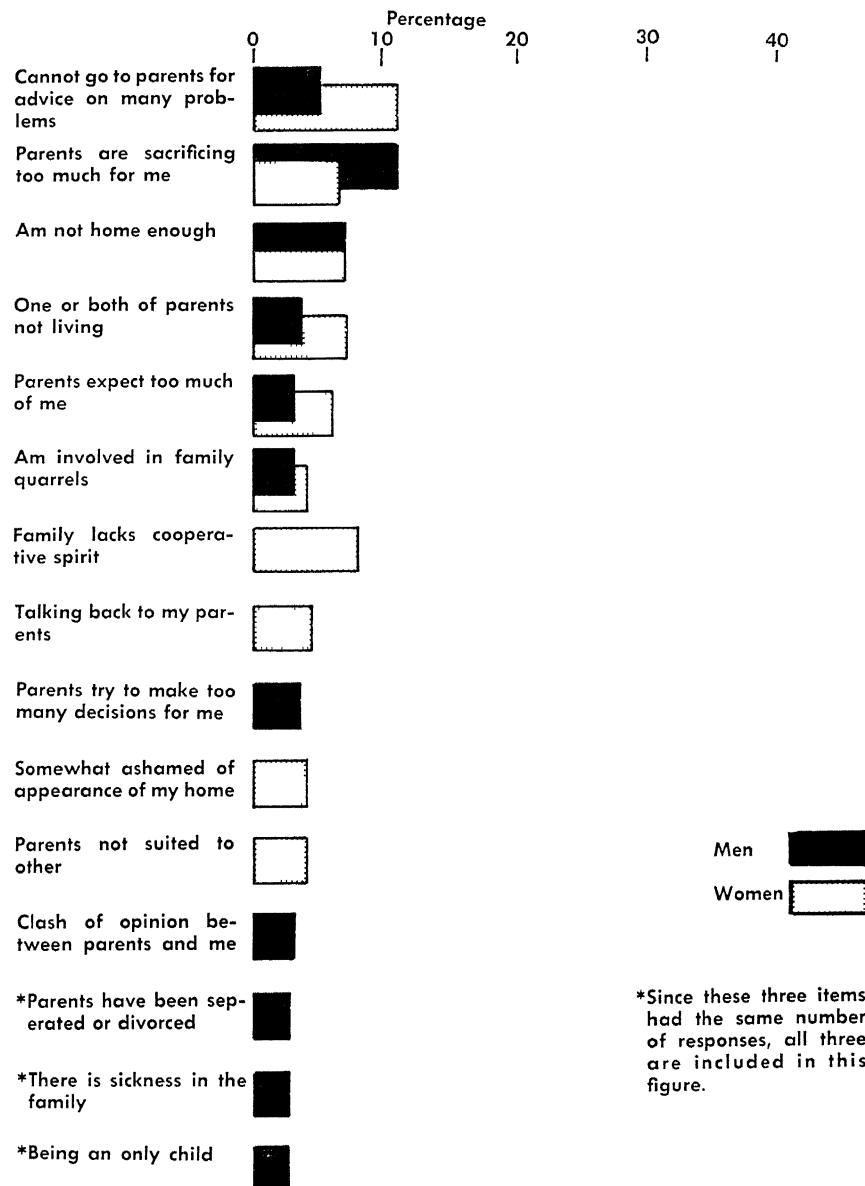 Percentage
0 10 20 30 40
Cannot go to parents for
advice on many prob-
lems
Parents are sacrificing
too much for me
Am not home enough
One or both of parents
not living
Parents expect too much
of me
Am involved in family
quarrels
Family lacks coopera-
tive spirit
Talking back to my par-
ents
Parents try to make too
many decisions for me
Somewhat ashamed of
appearance of my home
Parents not suited to
other
Clash of opinion be-
tween parents and me
*Parents have been sep-
erated or divorced
*There is sickness in the
family
*Being an only child
Men
Women
*Since these three items
had the same number
of responses, all three
are included in this
figure.